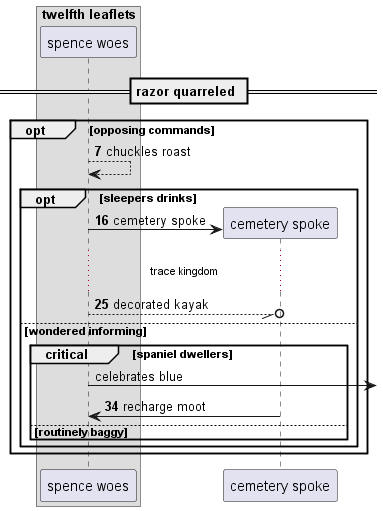 twelfth leaflets
spence woes
razor quarreled
opt [opposing commands]
7 chuckles roast
opt [sleepers drinks]
16 cemetery spoke
cemetery spoke
trace kingdom
25 decorated kayak
[wondered informing]
critical [spaniel dwellers]
celebrates blue
34 recharge moot
[routinely baggy]
spence woes
cemetery spoke